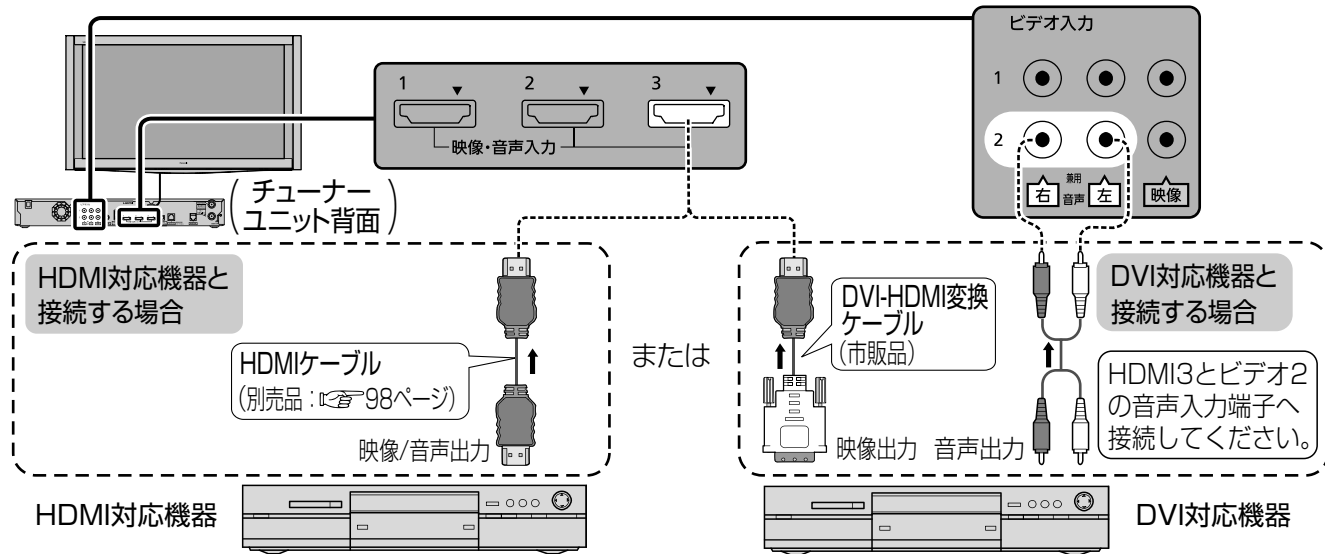 ビデオ入力
1
2
右
兼用
音声
左
映像
1
2
3
映像・音声入力
チューナー
ユニット背面
HDMI対応機器と
接続する場合
HDMIケーブル
(別売品:☞98ページ)
映像/音声出力
または
DVI-HDMI変換
ケーブル
(市販品)
映像出力
音声出力
DVI対応機器と
接続する場合
HDMI3とビデオ2
の音声入力端子へ
接続してください。
HDMI対応機器
DVI対応機器